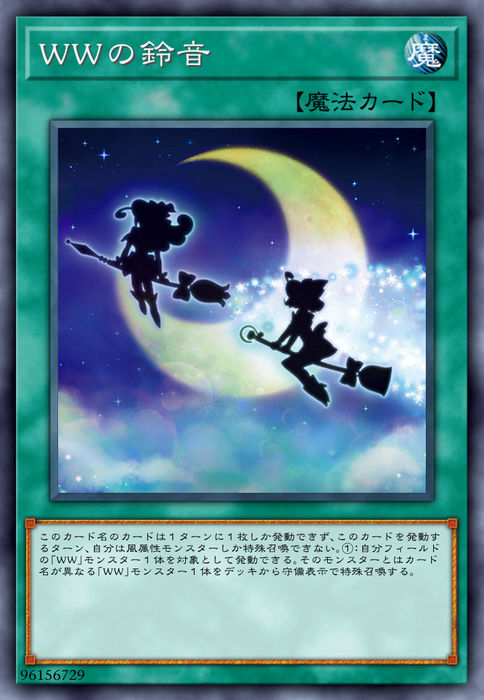 WWの鈴音
魔
【魔法カード】
このカード名のカードは１ターンに１枚しか発動できず、このカードを発動す
るターン、自分は風属性モンスターしか特殊召喚できない。①：自分フィールド
の「WW」モンスター１体を対象として発動できる。そのモンスターとはカード
名が異なる「WW」モンスター１体をデッキから守備表示で特殊召喚する。
96156729